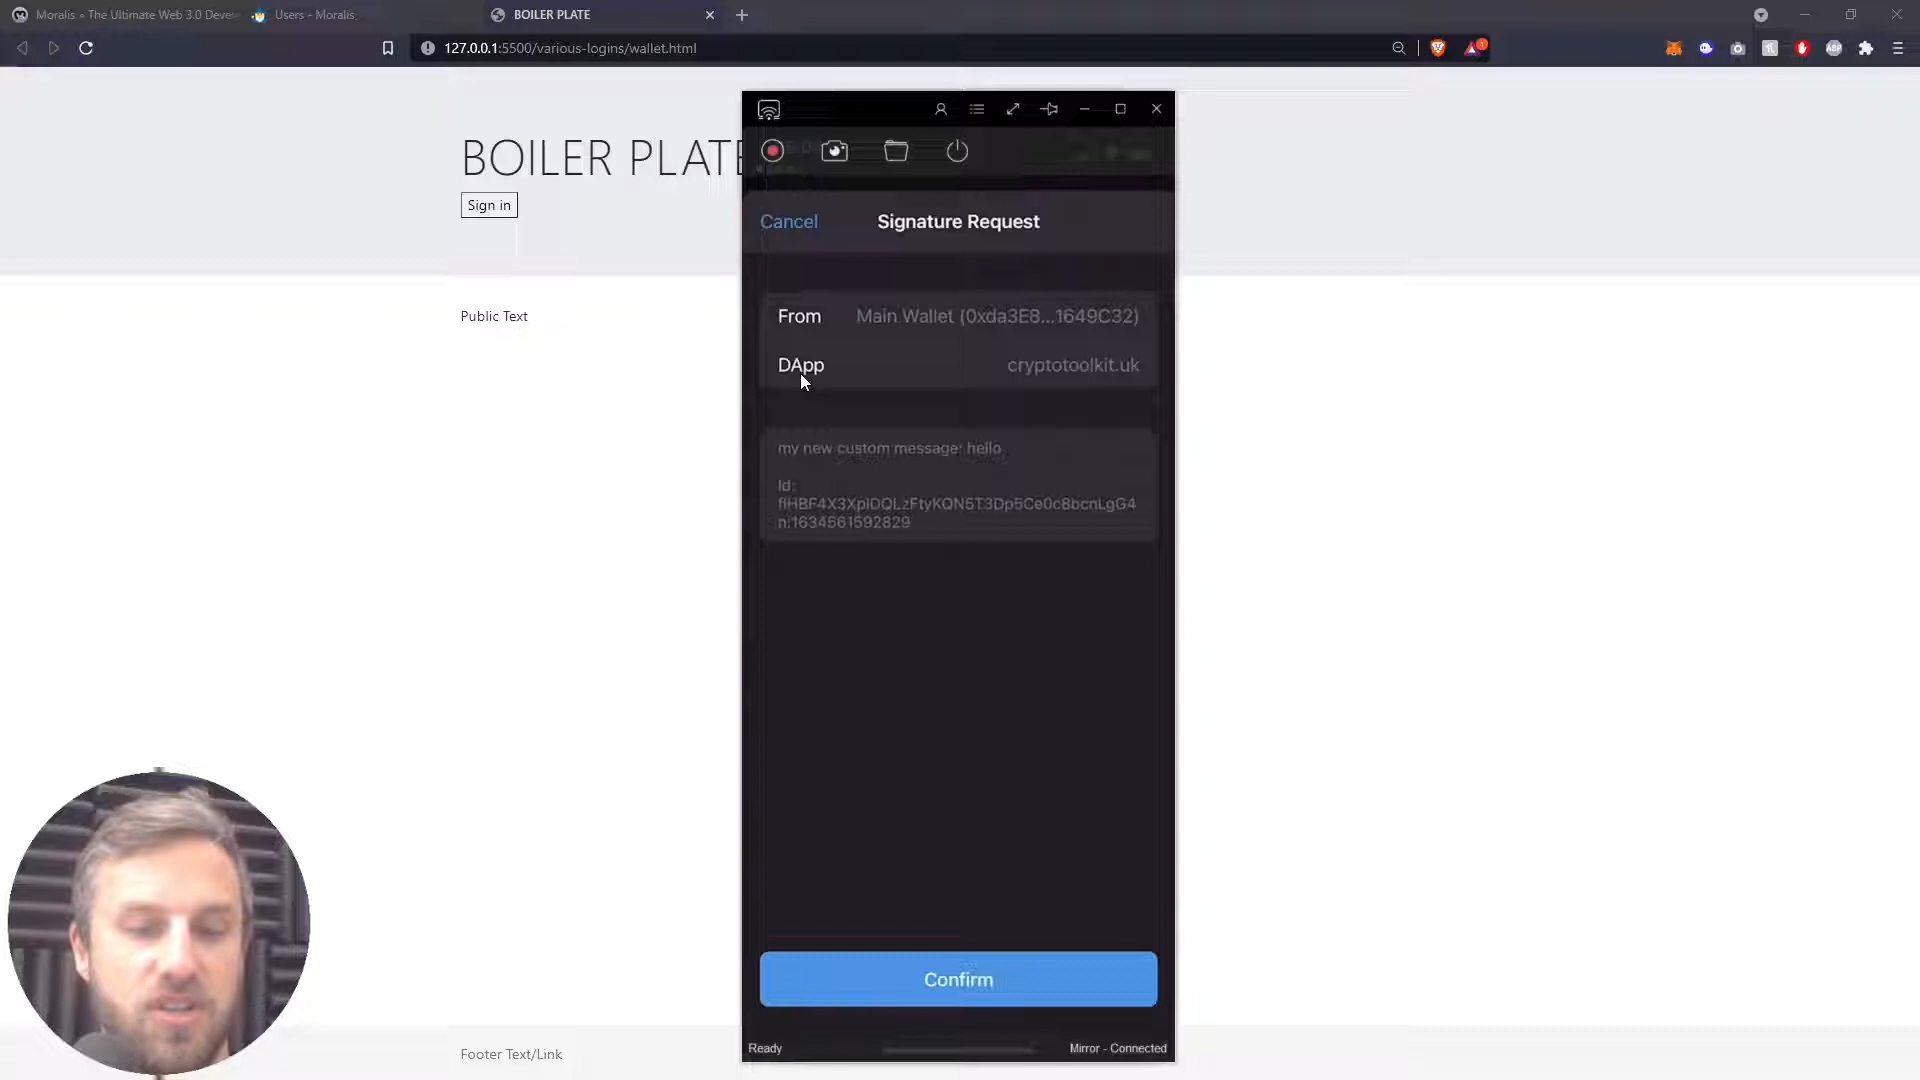 Moralis « The Ultimate Web 3.0 Deve
Users - Moralis
BOILER PLATE
127.0.0.1:5500/various-logins/wallet.html
1
ABP
BOILER PLATE
Sign in
Public Text
Cancel
Signature Request
From
Main Wallet (0xda3E8...1649C32)
DApp
cryptotoolkit.uk
my new custom message: hello
Id:
n:1634561592829
Confirm
Ready
Mirror - Connected
Footer Text/Link